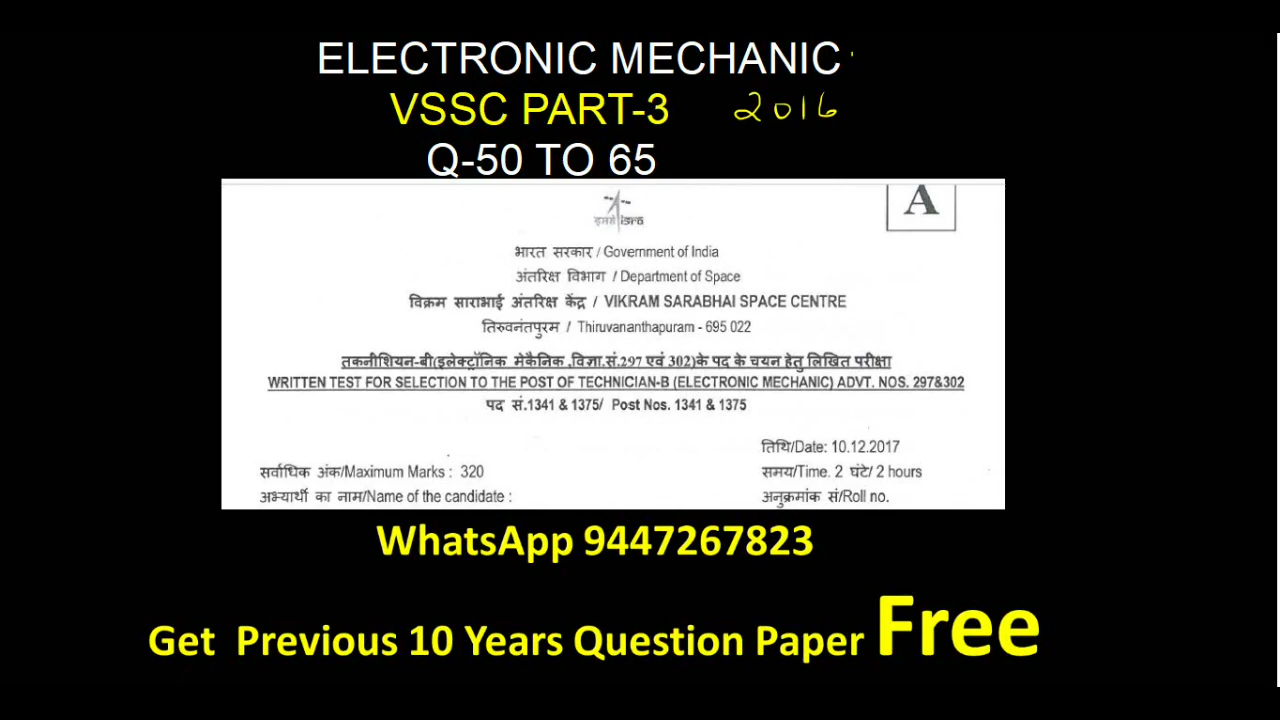 ELECTRONIC MECHANIC
VSSC PART-3 2016
Q-50 TO 65
A
इसरो isro
भारत सरकार / Government of India
अंतरिक्ष विभाग / Department of Space
विक्रम साराभाई अंतरिक्ष केंद्र / VIKRAM SARABHAI SPACE CENTRE
तिरुवनंतपुरम / Thiruvananthapuram - 695 022
तकनीशियन-बी(इलेक्ट्रॉनिक मेकैनिक ,विज्ञा.सं.297 एवं 302)के पद के चयन हेतु लिखित परीक्षा
WRITTEN TEST FOR SELECTION TO THE POST OF TECHNICIAN-B (ELECTRONIC MECHANIC) ADVT. NOS. 297&302
पद सं.1341 & 1375/ Post Nos. 1341 & 1375
तिथि/Date: 10.12.2017
सर्वाधिक अंक/Maximum Marks : 320 समय/Time. 2 घंटे/ 2 hours
अभ्यार्थी का नाम/Name of the candidate : अनुक्रमांक सं/Roll no.
WhatsApp 9447267823
Get Previous 10 Years Question Paper Free